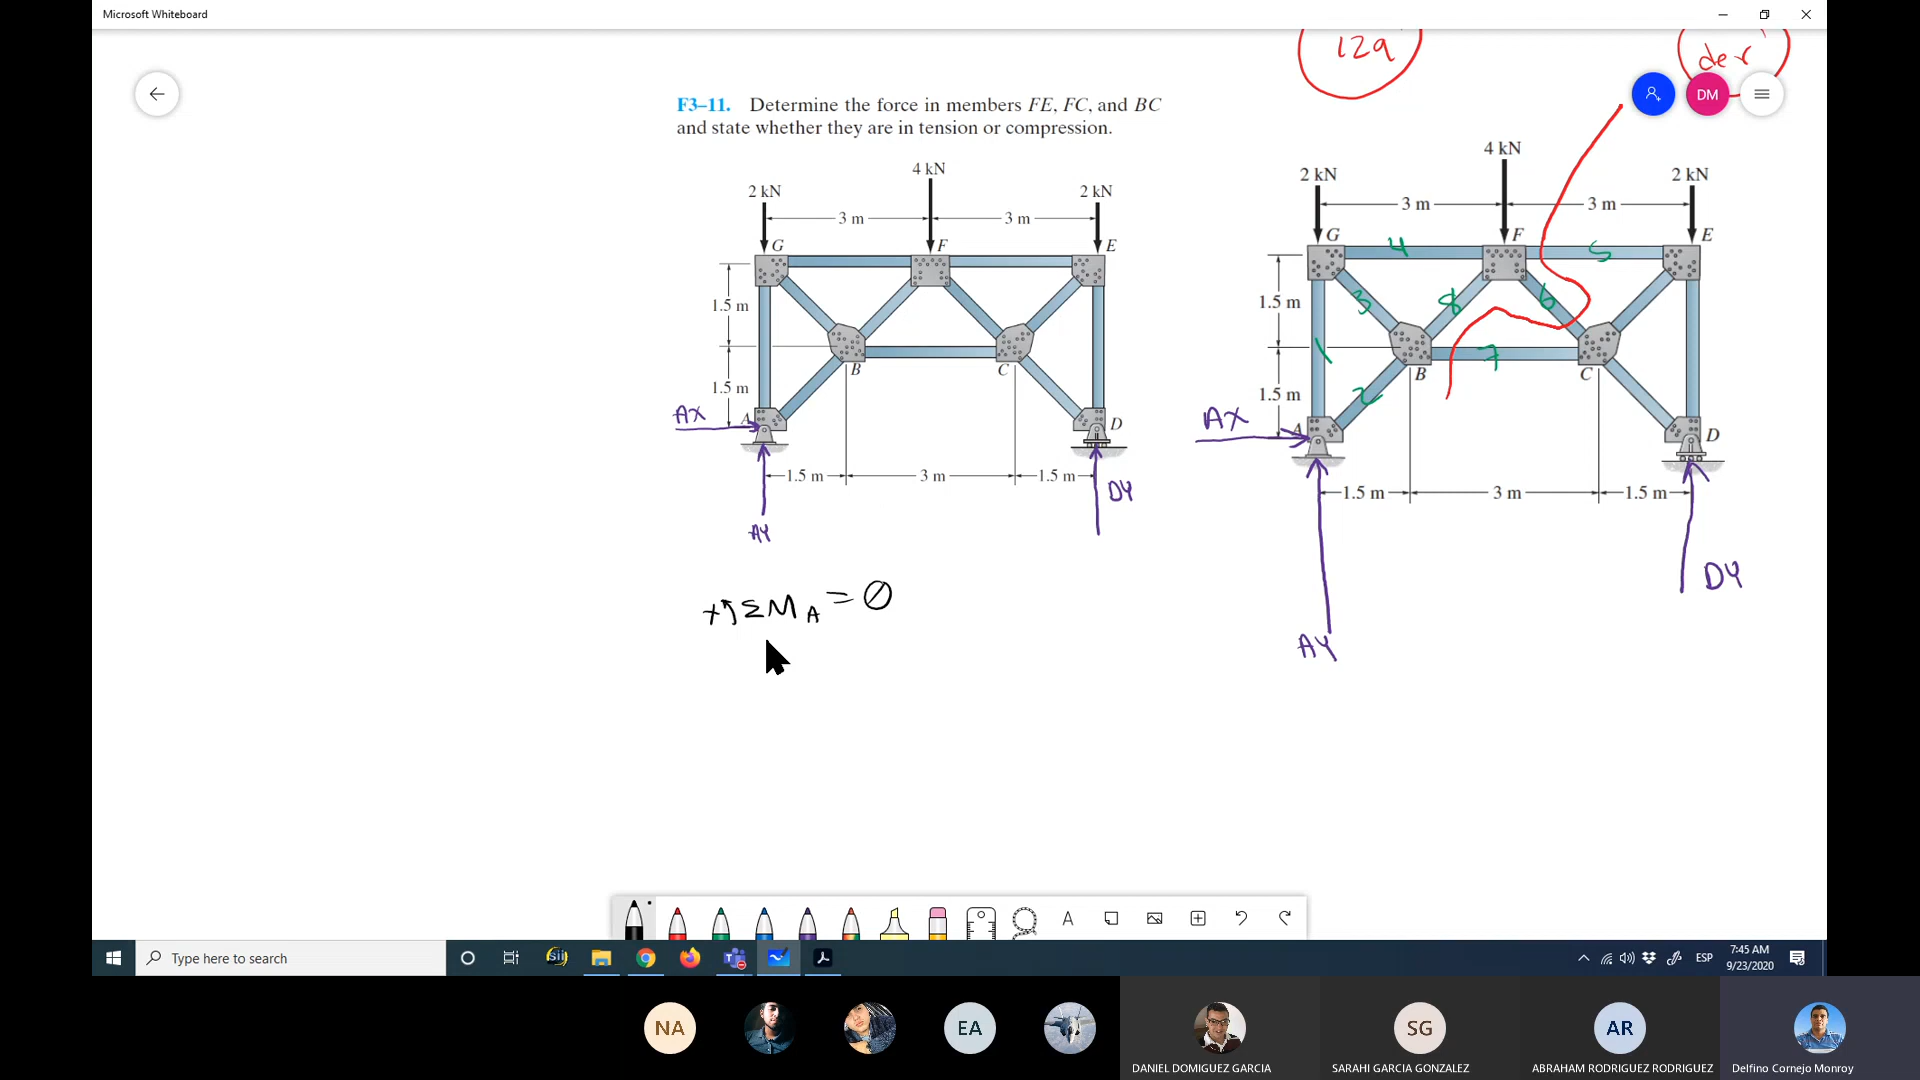 Microsoft Whiteboard
izq
der
DM
F3–11. Determine the force in members FE, FC, and BC
and state whether they are in tension or compression.
4 kN
2 kN
2 kN
3 m
3 m
G
F
E
1.5 m
1.5 m
B
C
A
D
AX
1.5 m
3 m
1.5 m
AY
DY
4 kN
2 kN
2 kN
3 m
3 m
G
F
E
4
5
1.5 m
3
8
6
1
7
1.5 m
B
C
2
AX
A
D
1.5 m
3 m
1.5 m
DY
AY
+↺ΣMA = ∅
A
sii
Type here to search
ESP
7:45 AM
9/23/2020
NA
EA
SG
AR
DANIEL DOMIGUEZ GARCIA
SARAHI GARCIA GONZALEZ
ABRAHAM RODRIGUEZ RODRIGUEZ
Delfino Cornejo Monroy